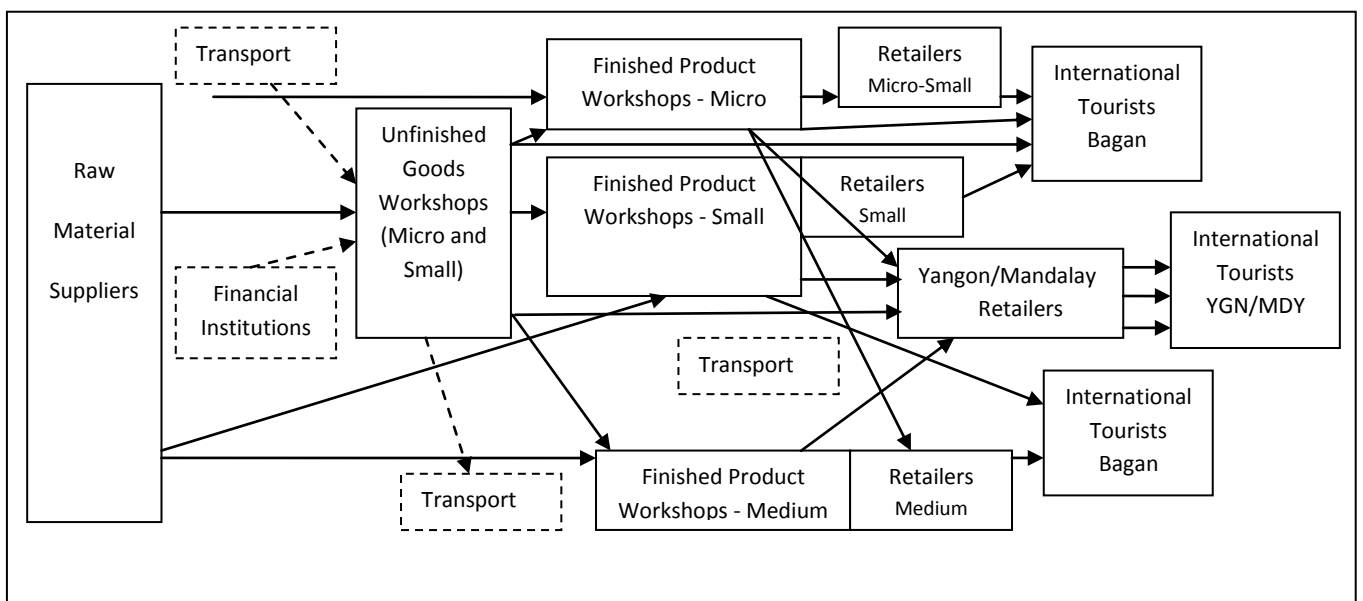 Transport
Raw
Material
Suppliers
Financial
Institutions
Unfinished
Goods
Workshops
(Micro and
Small)
Transport
Finished Product
Workshops - Micro
Retailers
Micro-Small
International
Tourists
Bagan
Finished Product
Workshops - Small
Retailers
Small
Yangon/Mandalay
Retailers
International
Tourists
YGN/MDY
Transport
Finished Product
Workshops - Medium
Retailers
Medium
International
Tourists
Bagan